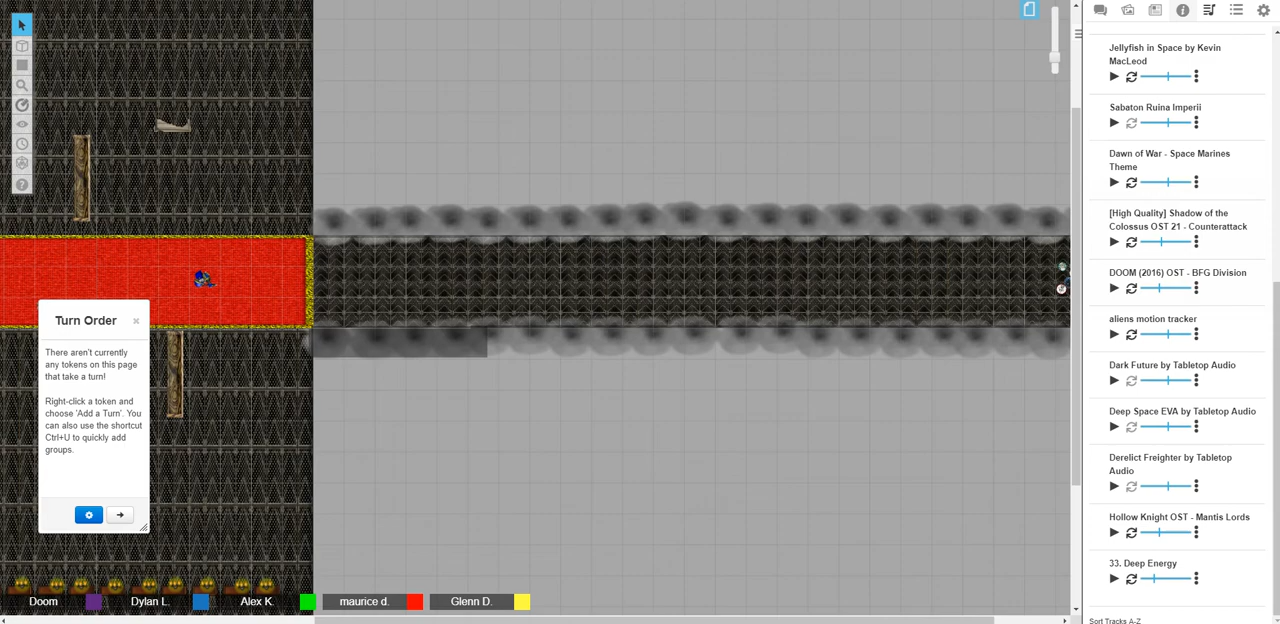 Turn Order
×
There aren't currently
any tokens on this page
that take a turn!
Right-click a token and
choose 'Add a Turn'. You
can also use the shortcut
Ctrl+U to quickly add
groups.
Doom
Dylan L.
Alex K.
maurice d.
Glenn D.
Jellyfish in Space by Kevin
MacLeod
Sabaton Ruina Imperii
Dawn of War - Space Marines
Theme
[High Quality] Shadow of the
Colossus OST 21 - Counterattack
DOOM (2016) OST - BFG Division
aliens motion tracker
Dark Future by Tabletop Audio
Deep Space EVA by Tabletop Audio
Derelict Freighter by Tabletop
Audio
Hollow Knight OST - Mantis Lords
33. Deep Energy
Sort Tracks A-Z